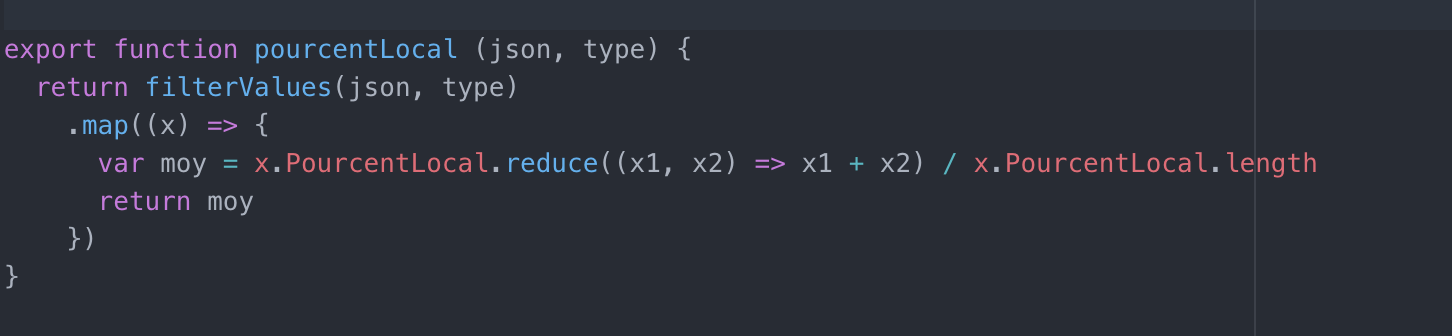 export function pourcentLocal (json, type) {
  return filterValues(json, type)
    .map((x) => {
      var moy = x.PourcentLocal.reduce((x1, x2) => x1 + x2) / x.PourcentLocal.length
      return moy
    })
}